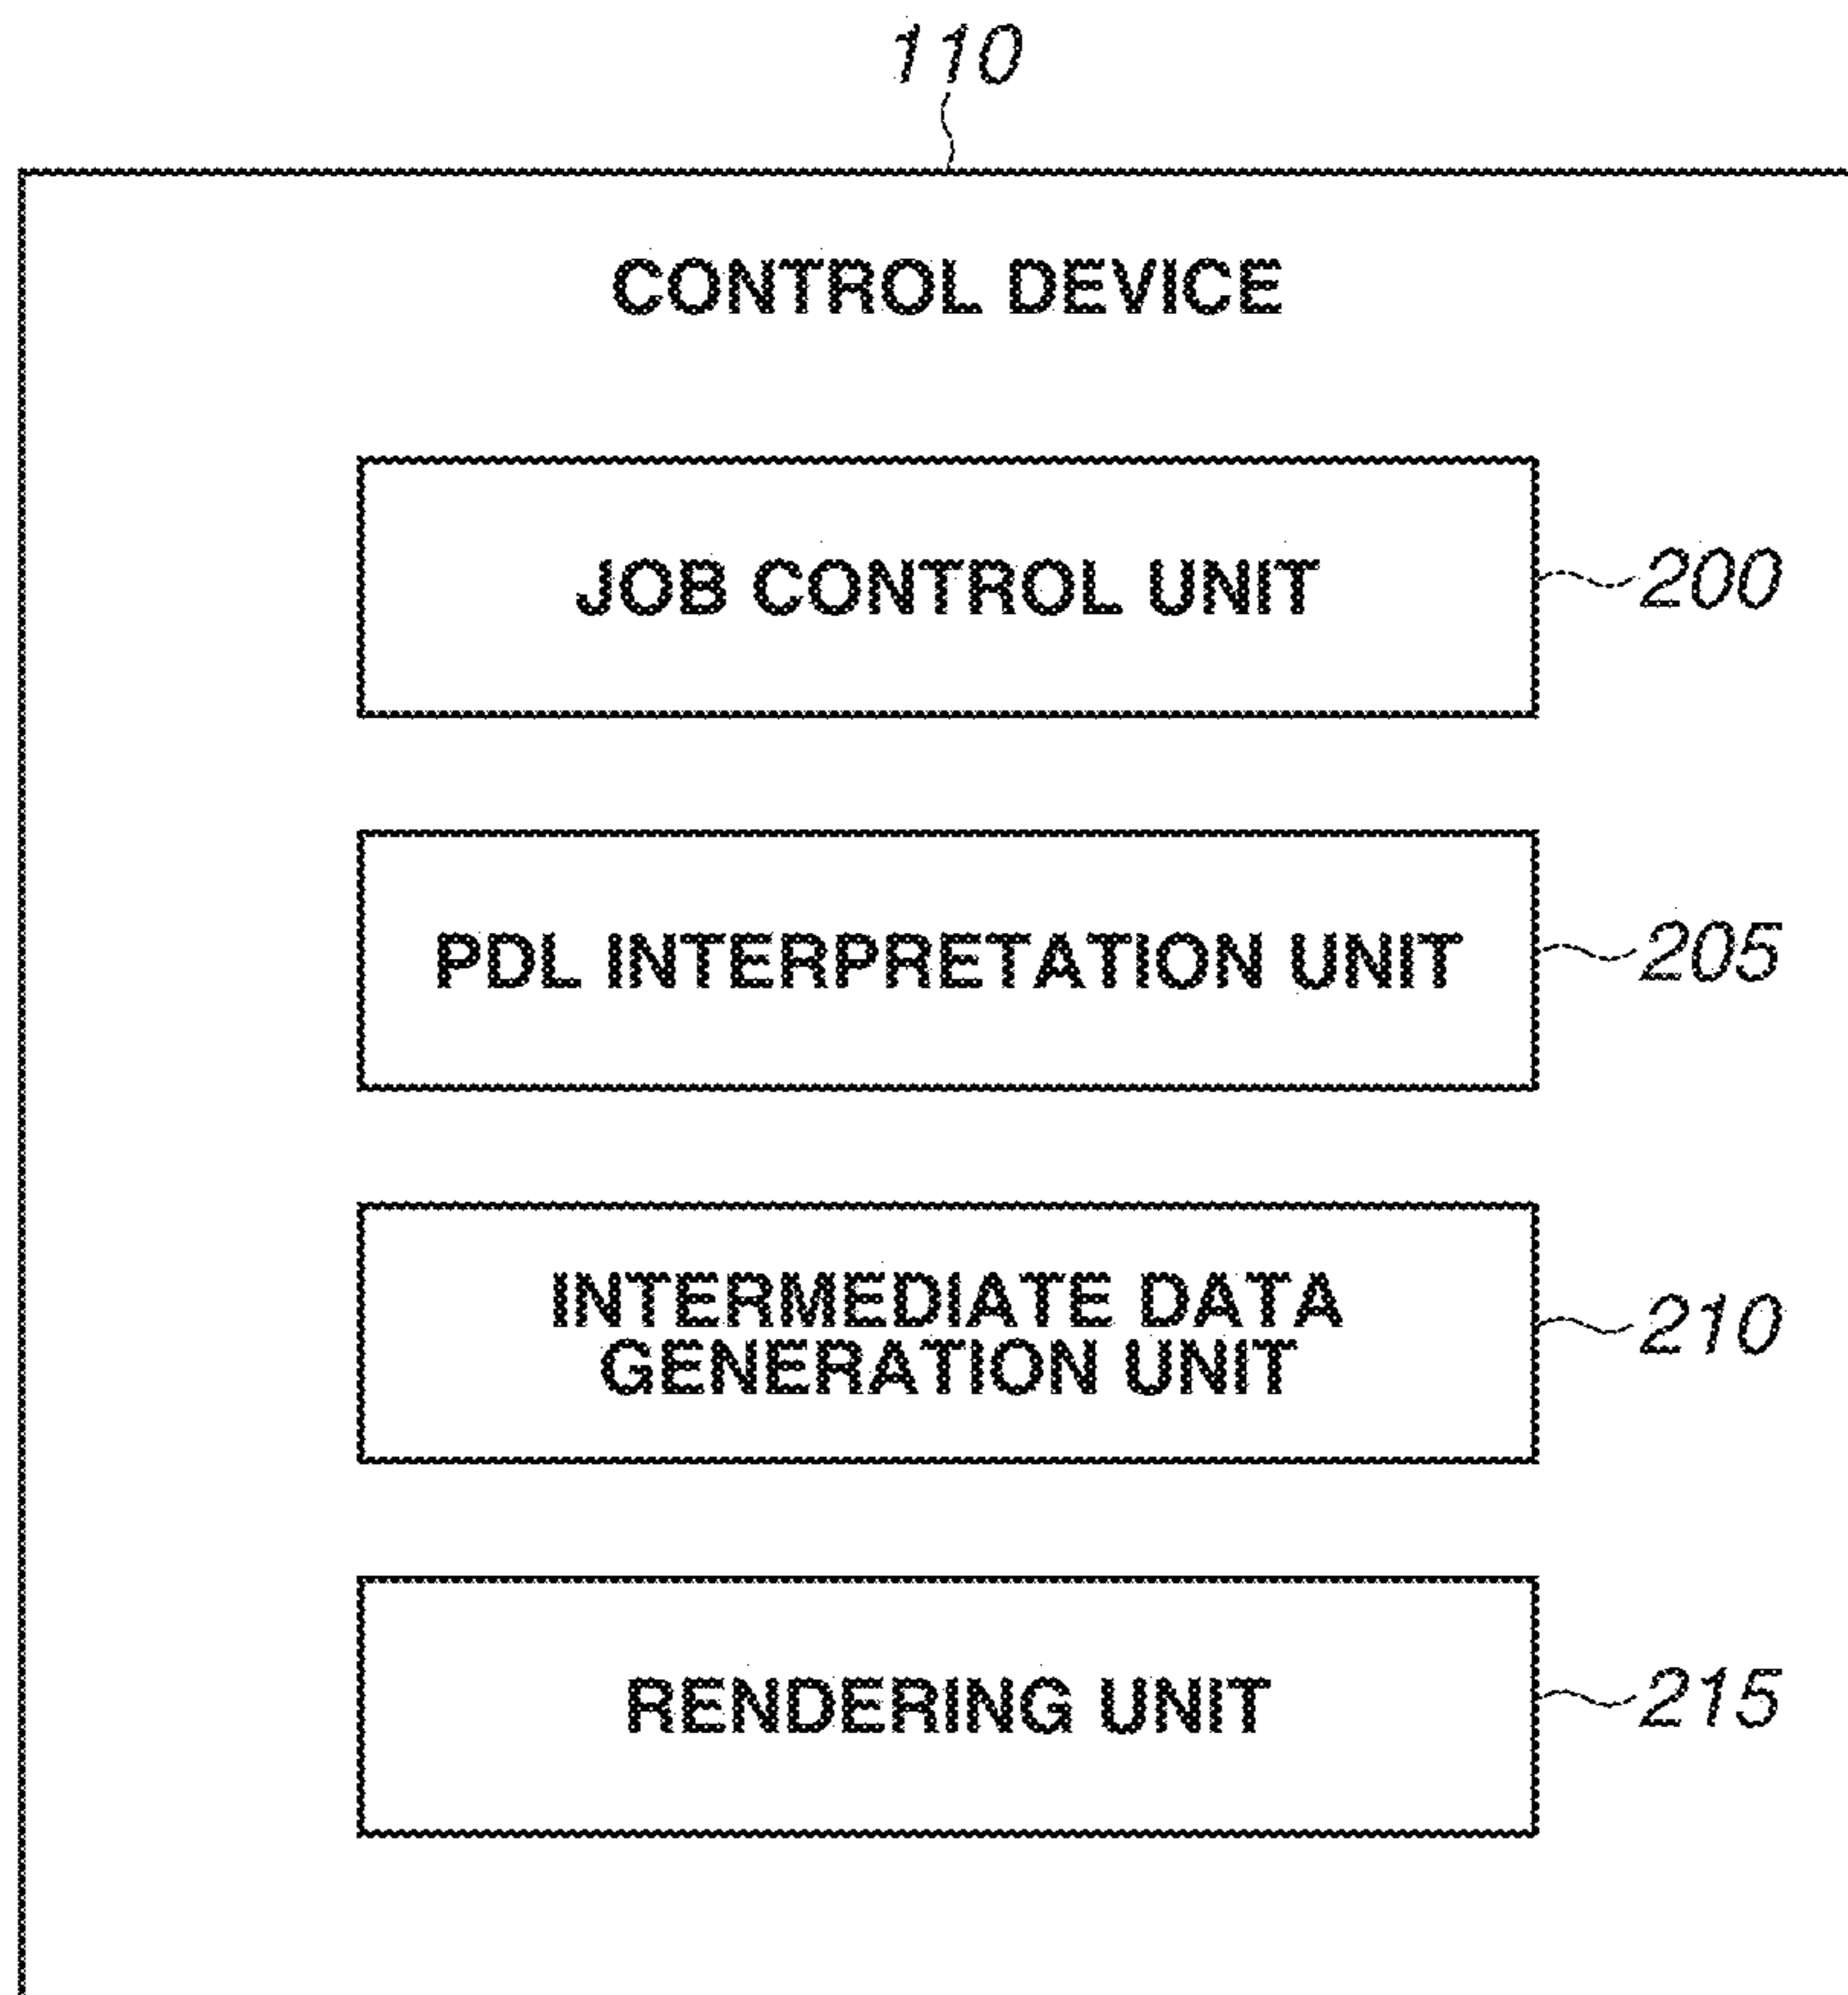 110
CONTROL DEVICE
JOB CONTROL UNIT
200
PDL INTERPRETATION UNIT
205
INTERMEDIATE DATA
GENERATION UNIT
210
RENDERING UNIT
215